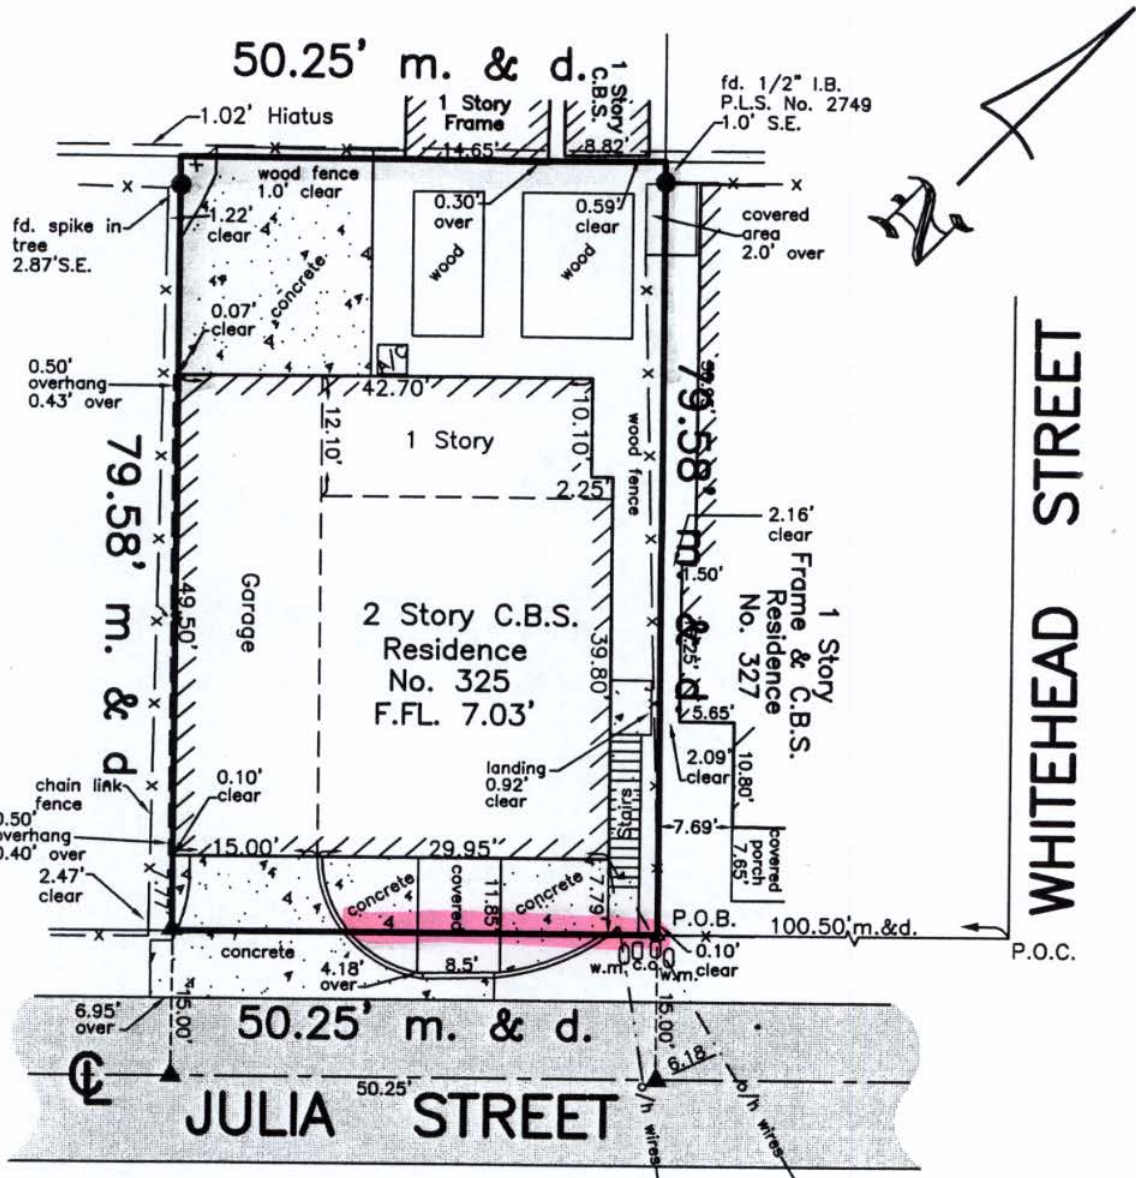 50.25' m. & d.
1 Story
C.B.S.
1 Story
Frame
14.65'
8.82'
fd. 1/2" I.B.
P.L.S. No. 2749
1.0' S.E.
1.02' Hiatus
N
wood fence
1.0' clear
0.30'
over
0.59'
clear
covered
area
2.0' over
fd. spike in
tree
2.87'S.E.
1.22'
clear
concrete
wood
wood
0.07'
clear
A/C
0.50'
overhang
0.43' over
42.70'
12.10'
1 Story
10.10'
2.25'
wood fence
79.58' m. & d
79.58' m & d
2.16'
clear
1.50'
1 Story
Frame & C.B.S.
Residence
No. 327
Garage
49.50'
2 Story C.B.S.
Residence
No. 325
F.FL. 7.03'
39.80'
5.65'
2.09'
clear
10.80'
landing
0.92'
clear
Stairs
7.69'
covered
porch
7.65'
chain link
fence
0.10'
clear
0.50'
overhang
0.40' over
2.47'
clear
15.00'
29.95'
concrete
covered
11.85'
concrete
7.79'
P.O.B.
100.50'm.&d.
P.O.C.
WHITEHEAD STREET
concrete
4.18'
over
8.5'
w.m.
c.o.
w.m.
0.10'
clear
6.95'
over
15.00'
50.25' m. & d.
15.00'
6.18
CL
50.25'
JULIA STREET
o/h wires
o/h wires